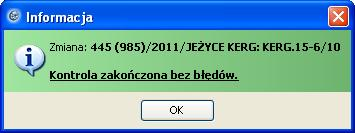 Informacja
Zmiana: 445 (985)/2011/JEŻYCE KERG: KERG.15-6/10
Kontrola zakończona bez błędów.
OK